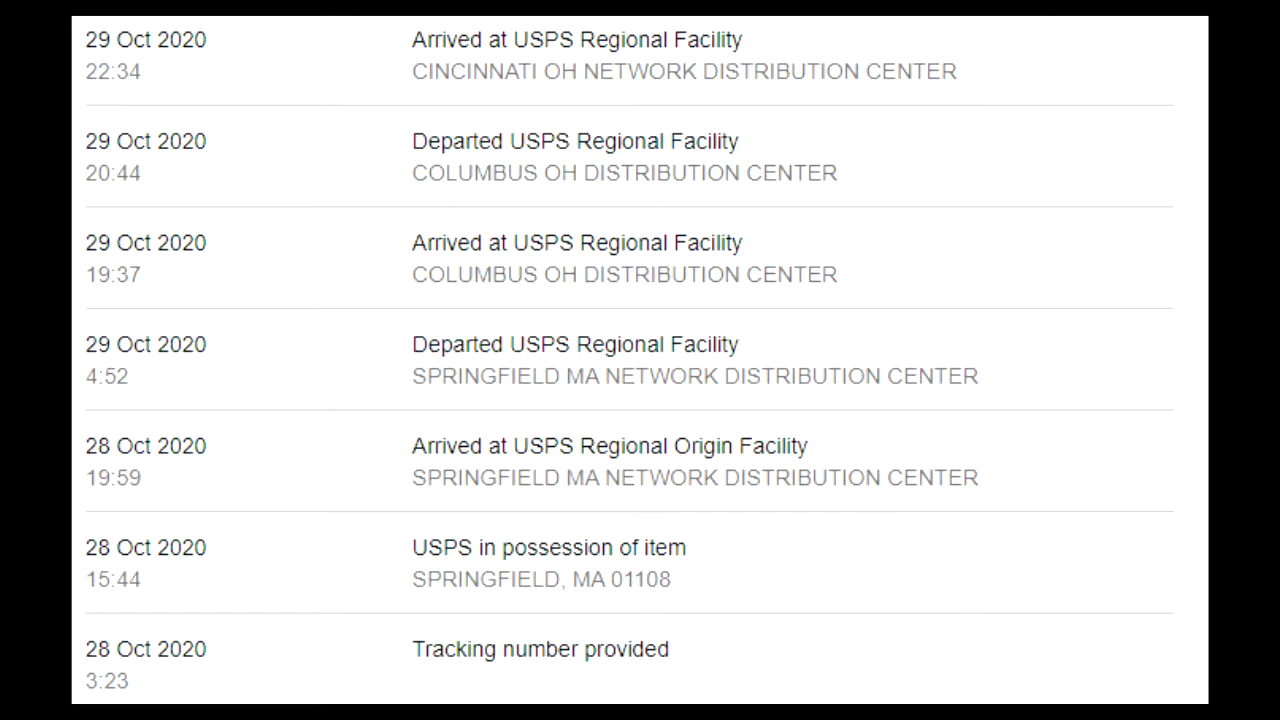 29 Oct 2020 Arrived at USPS Regional Facility
22:34 CINCINNATI OH NETWORK DISTRIBUTION CENTER
29 Oct 2020 Departed USPS Regional Facility
20:44 COLUMBUS OH DISTRIBUTION CENTER
29 Oct 2020 Arrived at USPS Regional Facility
19:37 COLUMBUS OH DISTRIBUTION CENTER
29 Oct 2020 Departed USPS Regional Facility
4:52 SPRINGFIELD MA NETWORK DISTRIBUTION CENTER
28 Oct 2020 Arrived at USPS Regional Origin Facility
19:59 SPRINGFIELD MA NETWORK DISTRIBUTION CENTER
28 Oct 2020 USPS in possession of item
15:44 SPRINGFIELD, MA 01108
28 Oct 2020 Tracking number provided
3:23